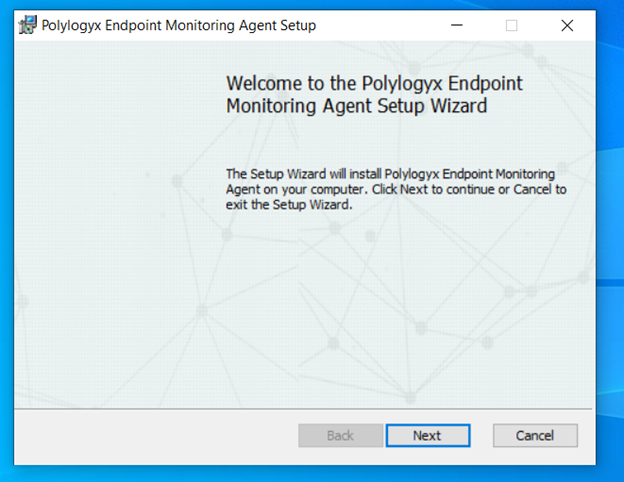 Polylogyx Endpoint Monitoring Agent Setup
Welcome to the Polylogyx Endpoint
Monitoring Agent Setup Wizard
The Setup Wizard will install Polylogyx Endpoint Monitoring
Agent on your computer. Click Next to continue or Cancel to
exit the Setup Wizard.
Back Next Cancel